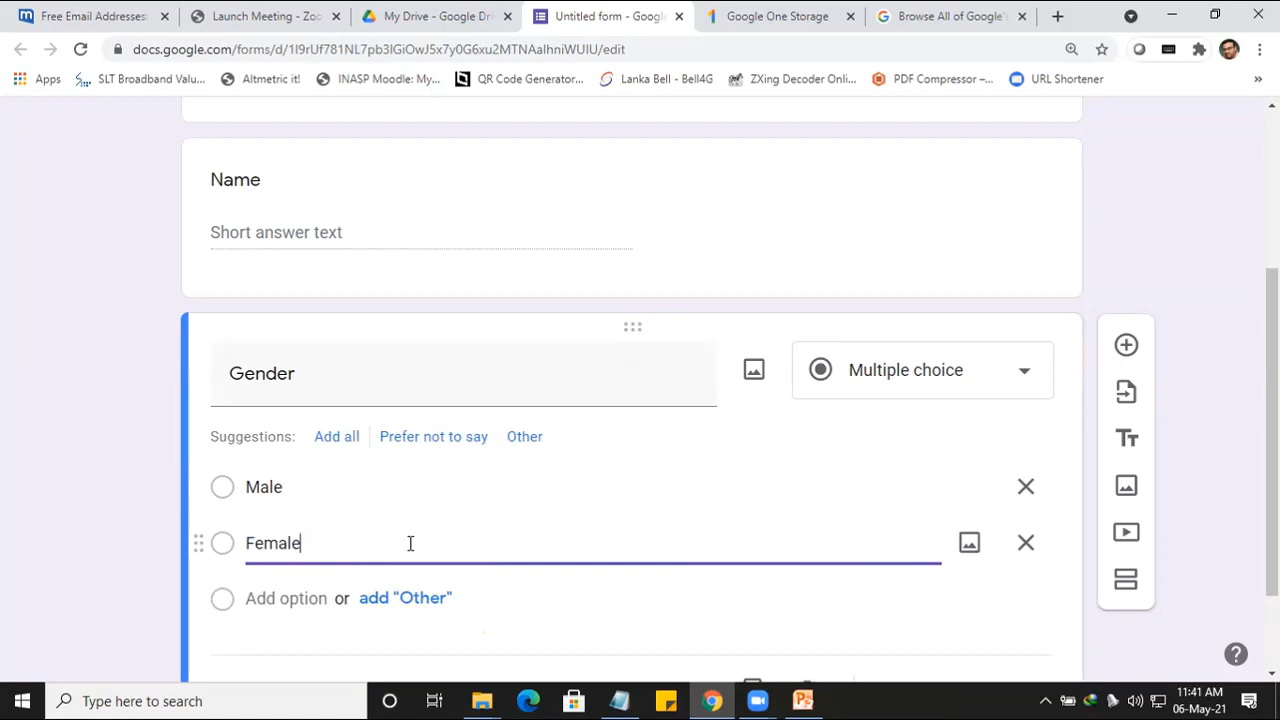 Free Email Addresses:
Launch Meeting - Zoo
My Drive - Google Dri
Untitled form - Googl
Google One Storage
Browse All of Google'
docs.google.com/forms/d/1I9rUf781NL7pb3IGiOwJ5x7y0G6xu2MTNAalhniWUIU/edit
Apps
SLT Broadband Valu...
Altmetric it!
INASP Moodle: My...
QR Code Generator...
Lanka Bell - Bell4G
ZXing Decoder Onli...
PDF Compressor –...
URL Shortener
»
Name
Short answer text
Gender
Multiple choice
Suggestions: Add all Prefer not to say Other
Male
Female
Add option or add "Other"
Type here to search
11:41 AM
06-May-21